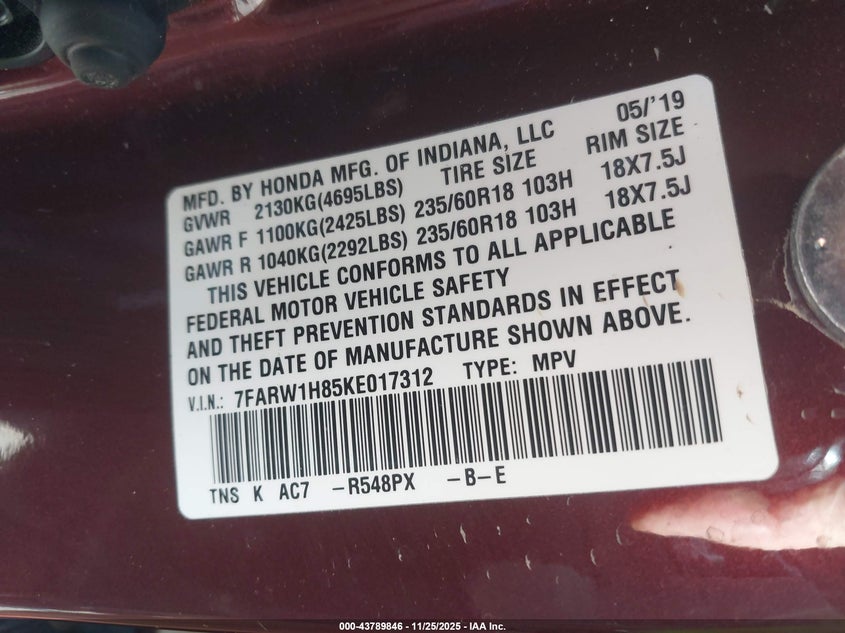 MFD. BY HONDA MFG. OF INDIANA, LLC 05/'19
GVWR 2130KG(4695LBS) TIRE SIZE RIM SIZE
GAWR F 1100KG(2425LBS) 235/60R18 103H 18X7.5J
GAWR R 1040KG(2292LBS) 235/60R18 103H 18X7.5J
THIS VEHICLE CONFORMS TO ALL APPLICABLE
FEDERAL MOTOR VEHICLE SAFETY
AND THEFT PREVENTION STANDARDS IN EFFECT
ON THE DATE OF MANUFACTURE SHOWN ABOVE.
V.I.N.: 7FARW1H85KE017312 TYPE: MPV
TNS K AC7 -R548PX -B-E
000-43789846 - 11/25/2025 - IAA Inc.